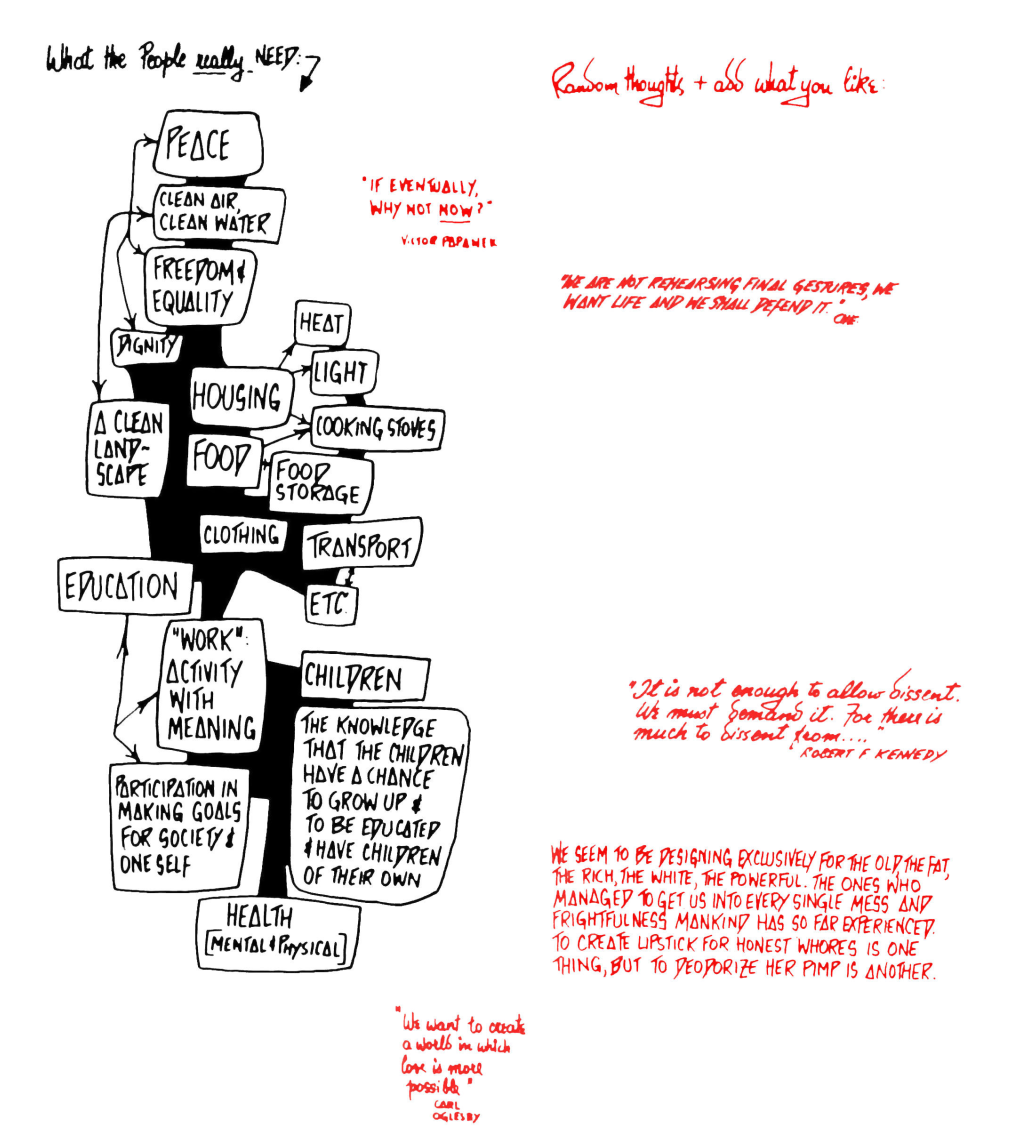 What the People really NEED:
Random thoughts + add what you like:
PEACE
CLEAN AIR,
CLEAN WATER
FREEDOM &
EQUALITY
DIGNITY
HEAT
LIGHT
HOUSING
COOKING STOVES
A CLEAN
LAND-
SCAPE
FOOD
FOOD
STORAGE
CLOTHING
TRANSPORT
EDUCATION
ETC.
"WORK":
ACTIVITY
WITH
MEANING
CHILDREN
THE KNOWLEDGE
THAT THE CHILDREN
HAVE A CHANCE
TO GROW UP &
TO BE EDUCATED
& HAVE CHILDREN
OF THEIR OWN
PARTICIPATION IN
MAKING GOALS
FOR SOCIETY &
ONE SELF
HEALTH
[MENTAL & PHYSICAL]
"IF EVENTUALLY,
WHY NOT NOW?"
VICTOR PAPANEK
"WE ARE NOT REHEARSING FINAL GESTURES, WE
WANT LIFE AND WE SHALL DEFEND IT."
"It is not enough to allow dissent.
We must demand it. For there is
much to dissent from...."
ROBERT F KENNEDY
WE SEEM TO BE DESIGNING EXCLUSIVELY FOR THE OLD, THE FAT,
THE RICH, THE WHITE, THE POWERFUL. THE ONES WHO
MANAGED TO GET US INTO EVERY SINGLE MESS AND
FRIGHTFULNESS MANKIND HAS SO FAR EXPERIENCED.
TO CREATE LIPSTICK FOR HONEST WHORES IS ONE
THING, BUT TO DEODORIZE HER PIMP IS ANOTHER.
"We want to create
a world in which
love is more
possible"
CARL
OGLESBY